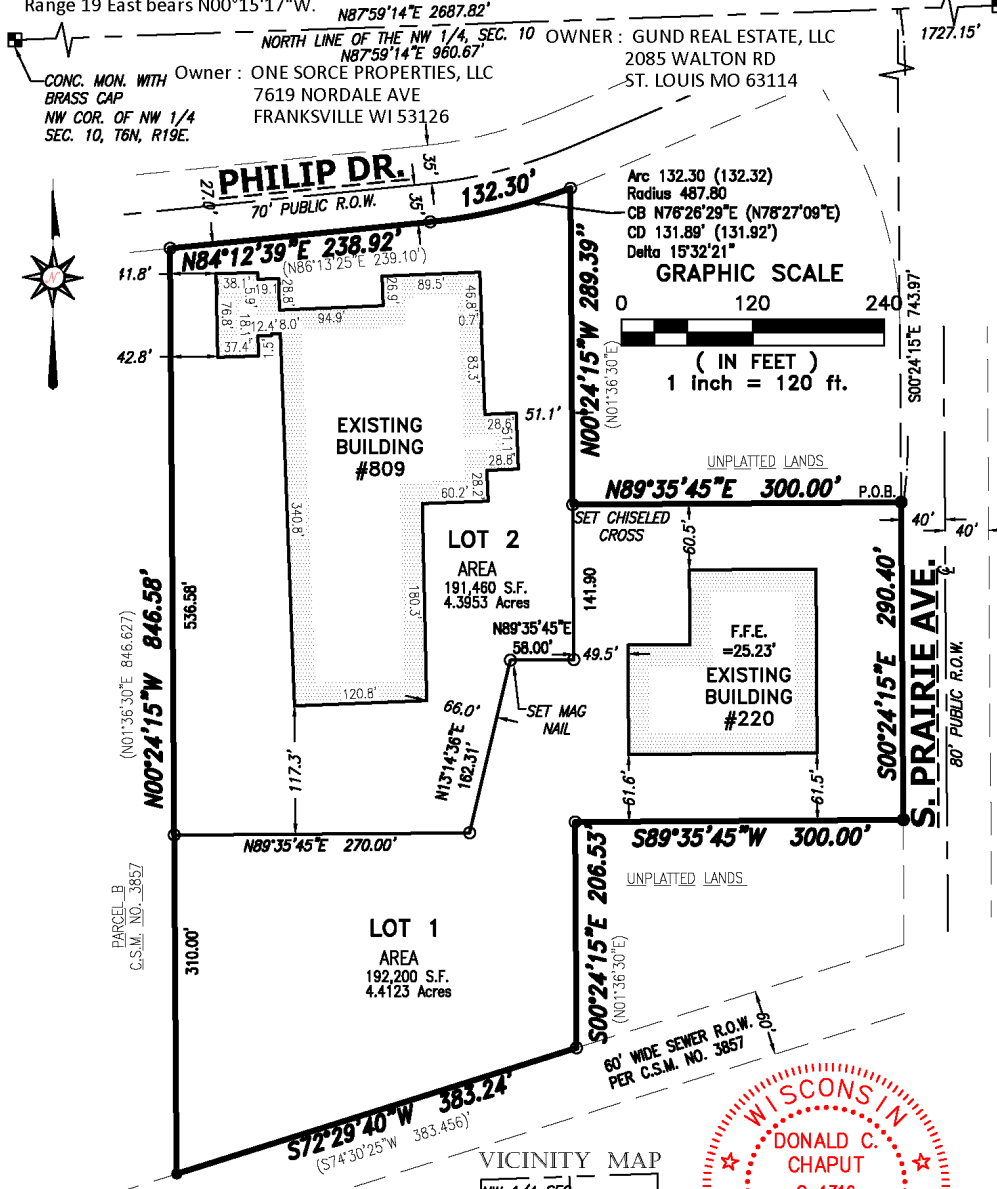 Range 19 East bears N00°15'17"W.
N87°59'14"E 2687.82'
NORTH LINE OF THE NW 1/4, SEC. 10
N87°59'14"E 960.67'
1727.15'
OWNER : GUND REAL ESTATE, LLC
2085 WALTON RD
ST. LOUIS MO 63114
Owner : ONE SORCE PROPERTIES, LLC
7619 NORDALE AVE
FRANKSVILLE WI 53126
CONC. MON. WITH
BRASS CAP
NW COR. OF NW 1/4
SEC. 10, T6N, R19E.
PHILIP DR.
70' PUBLIC R.O.W.
27.0'
35'
35'
132.30'
Arc 132.30 (132.32)
Radius 487.80
CB N76°26'29"E (N78°27'09"E)
CD 131.89' (131.92')
Delta 15°32'21"
N84°12'39"E 238.92'
(N86°13'25"E 239.10')
GRAPHIC SCALE
0 120 240
( IN FEET )
1 inch = 120 ft.
N
41.8'
42.8'
38.1'
5.9'
19.1'
28.8'
94.9'
26.9'
89.5'
46.8'
0.7'
76.8'
18.1'
12.4'
8.0'
37.4'
1.5'
83.3'
28.6'
51.1'
28.8'
28.2'
60.2'
51.1'
340.8'
180.3'
120.8'
EXISTING
BUILDING
#809
N00°24'15"W 289.39"
(N01°36'30"E)
S00°24'15"E 743.97'
UNPLATTED LANDS
N89°35'45"E 300.00'
P.O.B.
SET CHISELED
CROSS
40'
40'
LOT 2
AREA
191,460 S.F.
4.3953 Acres
141.90
60.5'
N89°35'45"E
58.00'
49.5'
F.F.E.
=25.23'
EXISTING
BUILDING
#220
SET MAG
NAIL
66.0'
N13°14'36"E
162.31'
117.3'
61.6'
61.5'
N00°24'15"W 846.58'
(N01°36'30"E 846.627)
536.58'
S00°24'15"E 290.40'
S. PRAIRIE AVE.
80' PUBLIC R.O.W.
N89°35'45"E 270.00'
S89°35'45"W 300.00'
UNPLATTED LANDS
PARCEL B
C.S.M. NO. 3857
310.00'
LOT 1
AREA
192,200 S.F.
4.4123 Acres
S00°24'15"E 206.53'
(N01°36'30"E)
60' WIDE SEWER R.O.W.
PER C.S.M. NO. 3857
60'
S72°29'40"W 383.24'
(S74°30'25"W 383.456)
VICINITY MAP
NW 1/4 SEC
WISCONSIN
DONALD C.
CHAPUT